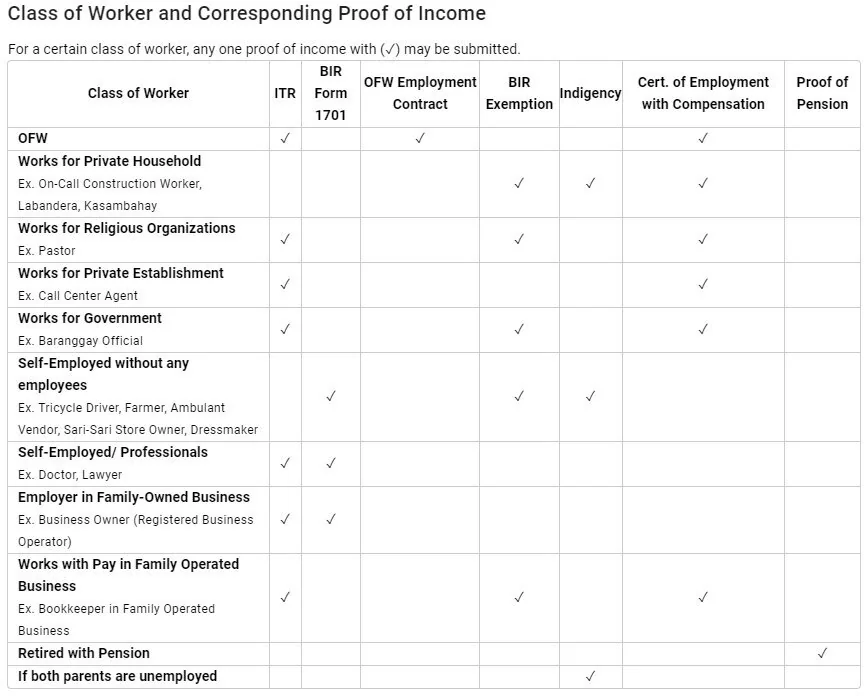 Class of Worker and Corresponding Proof of Income
For a certain class of worker, any one proof of income with (✓) may be submitted.
Class of Worker ITR BIR Form 1701 OFW Employment Contract BIR Exemption Indigency Cert. of Employment with Compensation Proof of Pension
OFW ✓ ✓ ✓
Works for Private Household
Ex. On-Call Construction Worker,
Labandera, Kasambahay ✓ ✓ ✓
Works for Religious Organizations
Ex. Pastor ✓ ✓ ✓
Works for Private Establishment
Ex. Call Center Agent ✓ ✓
Works for Government
Ex. Baranggay Official ✓ ✓ ✓
Self-Employed without any
employees
Ex. Tricycle Driver, Farmer, Ambulant
Vendor, Sari-Sari Store Owner, Dressmaker ✓ ✓ ✓
Self-Employed/ Professionals
Ex. Doctor, Lawyer ✓ ✓
Employer in Family-Owned Business
Ex. Business Owner (Registered Business
Operator) ✓ ✓
Works with Pay in Family Operated
Business
Ex. Bookkeeper in Family Operated
Business ✓ ✓ ✓
Retired with Pension ✓
If both parents are unemployed ✓